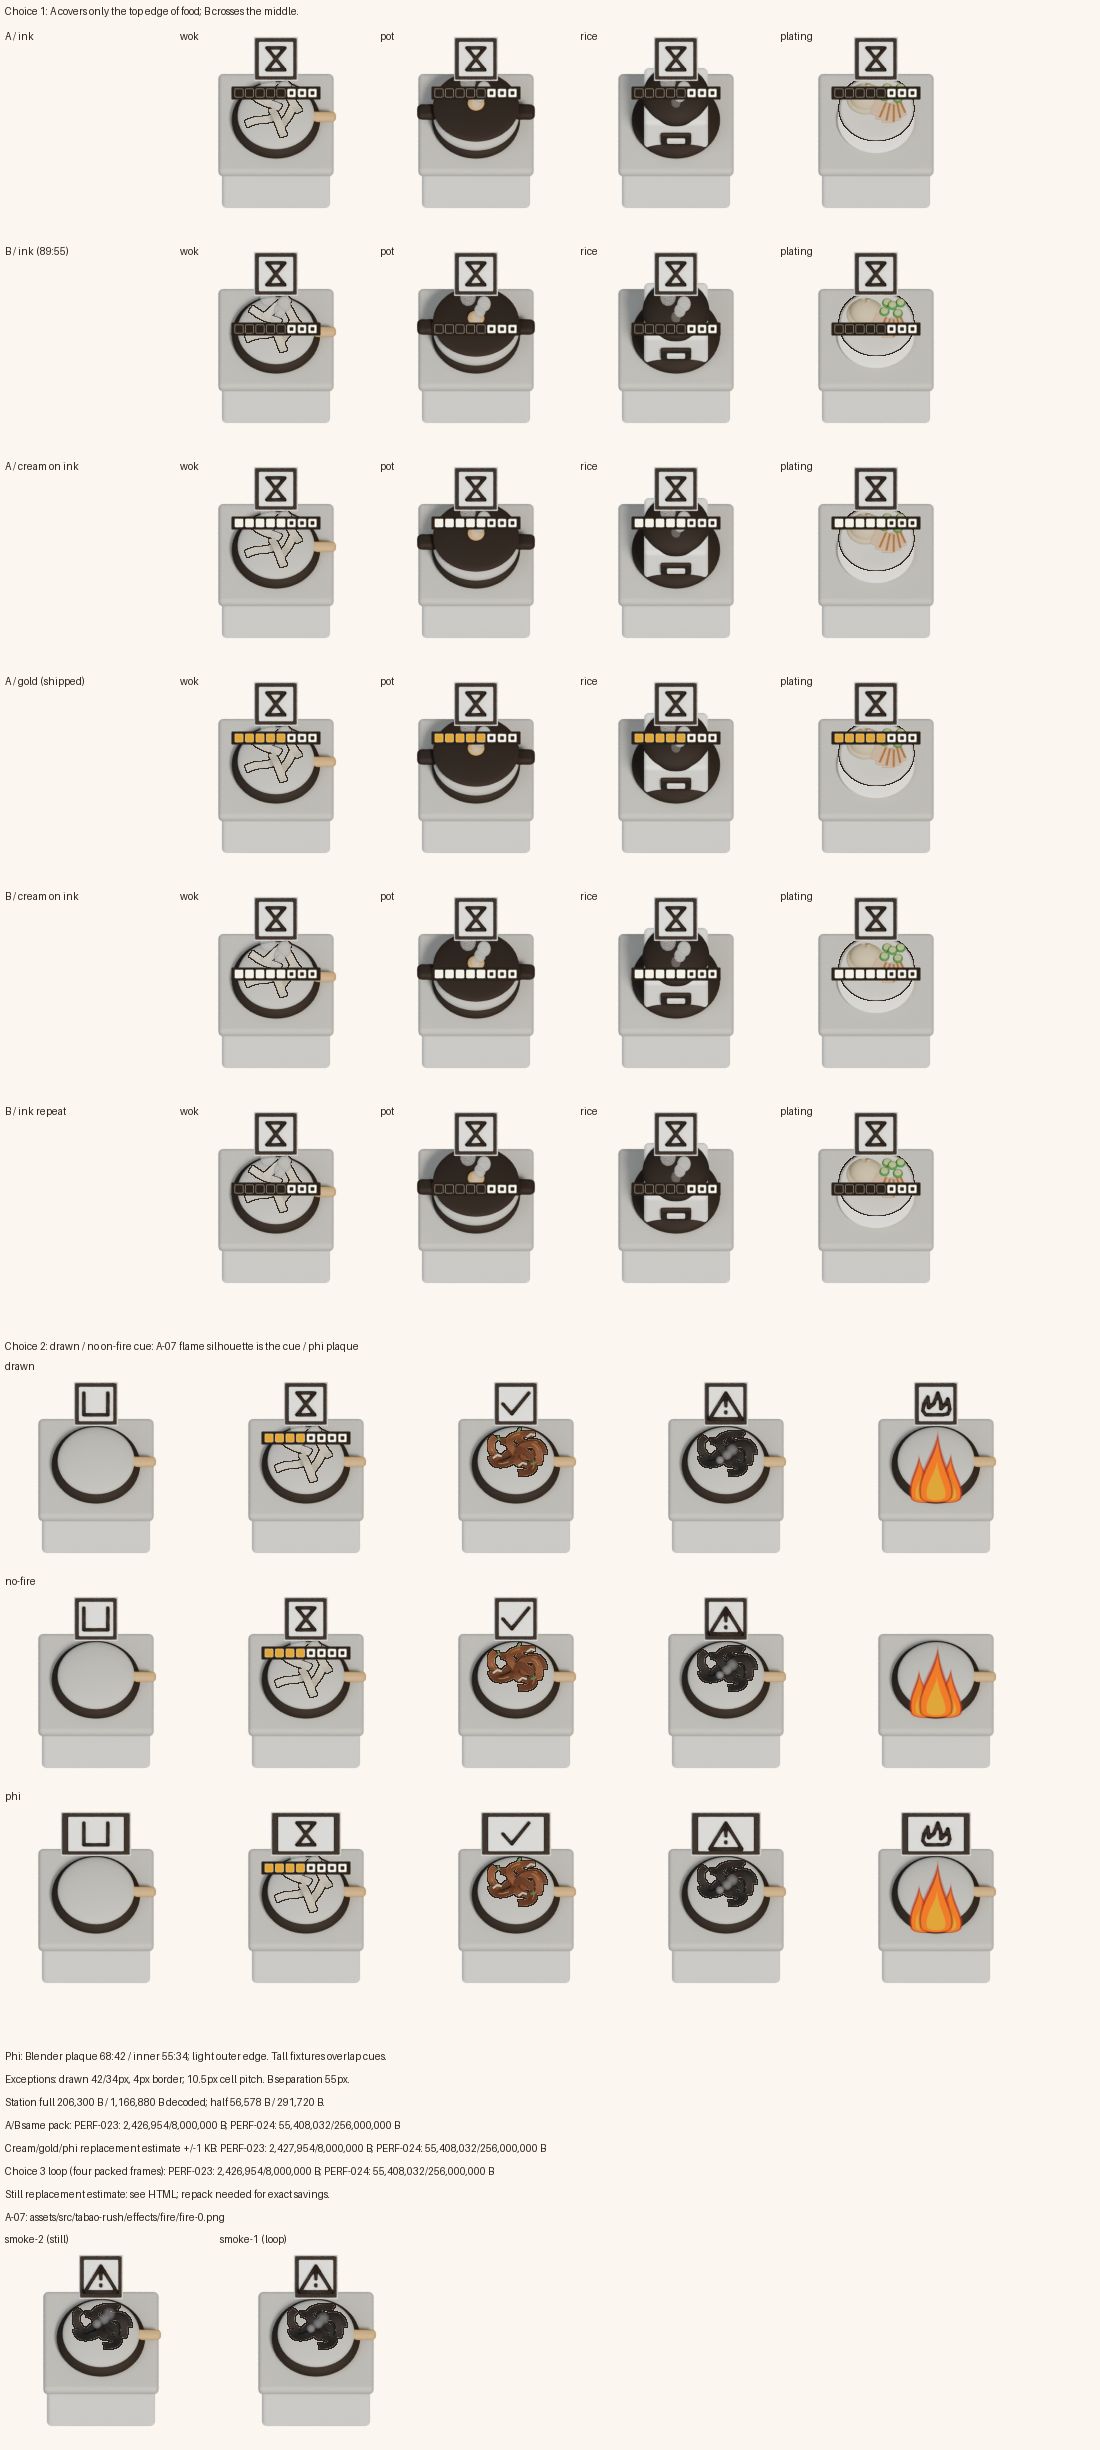 Choice 1: A covers only the top edge of food; B crosses the middle.
A / ink wok pot rice plating
B / ink (89:55) wok pot rice plating
A / cream on ink wok pot rice plating
A / gold (shipped) wok pot rice plating
B / cream on ink wok pot rice plating
B / ink repeat wok pot rice plating
Choice 2: drawn / no on-fire cue: A-07 flame silhouette is the cue / phi plaque
drawn
no-fire
phi
Phi: Blender plaque 68:42 / inner 55:34; light outer edge. Tall fixtures overlap cues.
Exceptions: drawn 42/34px, 4px border; 10.5px cell pitch. B separation 55px.
Station full 206,300 B / 1,166,880 B decoded; half 56,578 B / 291,720 B.
A/B same pack: PERF-023: 2,426,954/8,000,000 B; PERF-024: 55,408,032/256,000,000 B
Cream/gold/phi replacement estimate +/-1 KB: PERF-023: 2,427,954/8,000,000 B; PERF-024: 55,408,032/256,000,000 B
Choice 3 loop (four packed frames): PERF-023: 2,426,954/8,000,000 B; PERF-024: 55,408,032/256,000,000 B
Still replacement estimate: see HTML; repack needed for exact savings.
A-07: assets/src/tabao-rush/effects/fire/fire-0.png
smoke-2 (still) smoke-1 (loop)